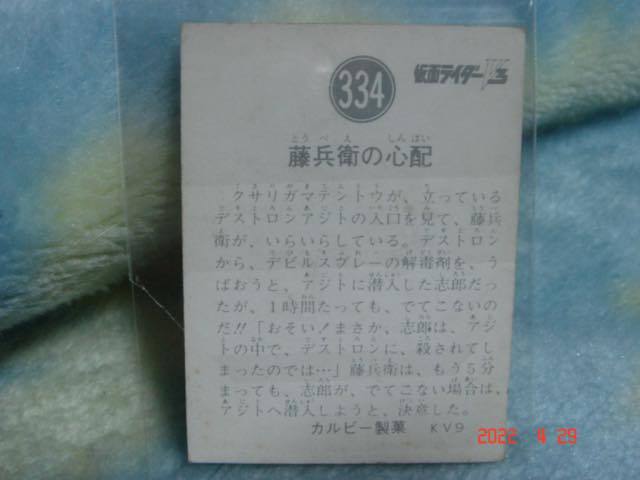 334
仮面ライダーV3
とうべえ しんぱい
藤兵衛の心配
クサリガマテントウが、立っている
デストロンアジトの入口を見て、藤兵
衛が、いらいらしている。デストロン
から、デビルスプレーの解毒剤を、う
ばおうと、アジトに潜入した志郎だっ
たが、1時間たっても、でてこないの
だ!!「おそい!まさか、志郎は、アジ
トの中で、デストロンに、殺されてし
まったのでは…」藤兵衛は、もう5分
まっても、志郎が、でてこない場合は、
アジトへ潜入しようと、決意した。
カルビー製菓 KV9
2022 4 29